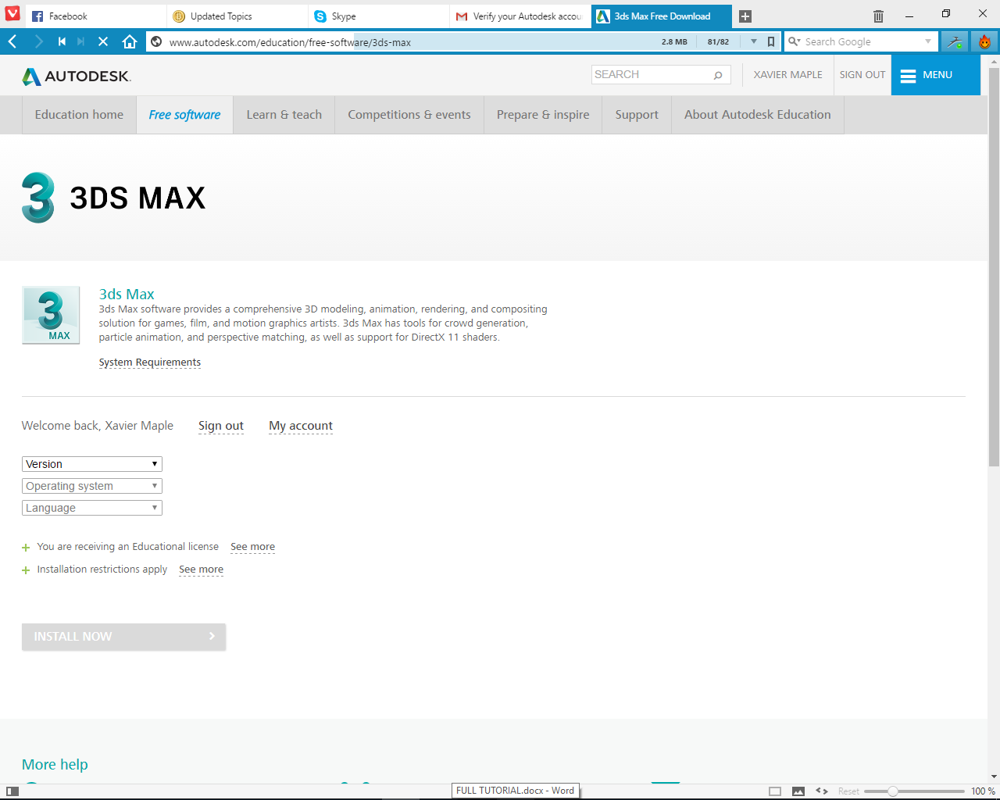 Facebook
Updated Topics
Skype
Verify your Autodesk accou
3ds Max Free Download
www.autodesk.com/education/free-software/3ds-max
2.8 MB
81/82
Search Google
AUTODESK.
SEARCH
XAVIER MAPLE
SIGN OUT
MENU
Education home
Free software
Learn & teach
Competitions & events
Prepare & inspire
Support
About Autodesk Education
3 3DS MAX
3
MAX
3ds Max
3ds Max software provides a comprehensive 3D modeling, animation, rendering, and compositing
solution for games, film, and motion graphics artists. 3ds Max has tools for crowd generation,
particle animation, and perspective matching, as well as support for DirectX 11 shaders.
System Requirements
Welcome back, Xavier Maple
Sign out
My account
Version
Operating system
Language
You are receiving an Educational license
See more
Installation restrictions apply
See more
INSTALL NOW
More help
FULL TUTORIAL.docx - Word
Reset
100 %